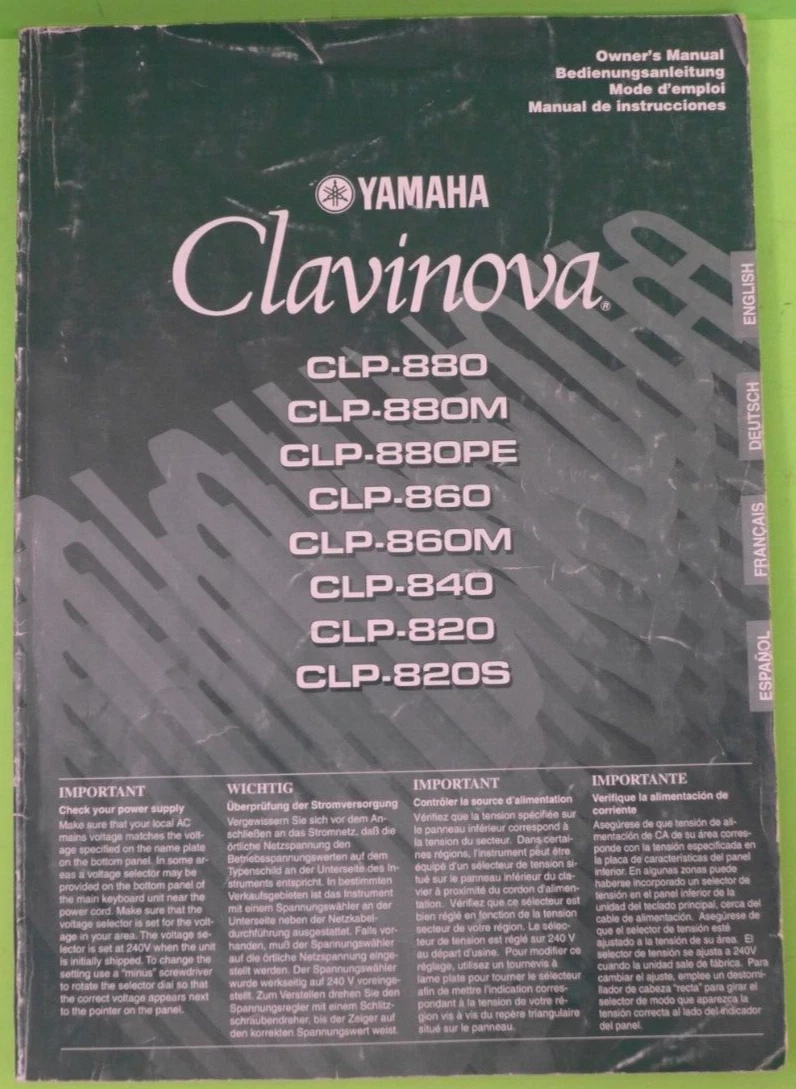 Owner's Manual
Bedienungsanleitung
Mode d'emploi
Manual de instrucciones
YAMAHA
Clavinova®
CLP-880
CLP-880M
CLP-880PE
CLP-860
CLP-860M
CLP-840
CLP-820
CLP-820S
ENGLISH
DEUTSCH
FRANÇAIS
ESPAÑOL
IMPORTANT
Check your power supply
Make sure that your local AC
mains voltage matches the volt-
age specified on the name plate
on the bottom panel. In some ar-
eas a voltage selector may be
provided on the bottom panel of
the main keyboard unit near the
power cord. Make sure that the
voltage selector is set for the volt-
age in your area. The voltage se-
lector is set at 240V when the unit
is initially shipped. To change the
setting use a "minus" screwdriver
to rotate the selector dial so that
the correct voltage appears next
to the pointer on the panel.
WICHTIG
Überprüfung der Stromversorgung
Vergewissern Sie sich vor dem An-
schließen an das Stromnetz, daß die
örtliche Netzspannung den
Betriebsspannungswerten auf dem
Typenschild an der Unterseite des In-
struments entspricht. In bestimmten
Verkaufsgebieten ist das Instrument
mit einem Spannungswähler an der
Unterseite neben der Netzkabel-
durchführung ausgestattet. Falls vor-
handen, muß der Spannungswähler
auf die örtliche Netzspannung einge-
stellt werden. Der Spannungswähler
wurde werkseitig auf 240 V voreinge-
stellt. Zum Verstellen drehen Sie den
Spannungsregler mit einem Schlitz-
schraubendreher, bis der Zeiger auf
den korrekten Spannungswert weist.
IMPORTANT
Contrôler la source d'alimentation
Vérifiez que la tension spécifiée sur
le panneau inférieur correspond à
la tension du secteur. Dans certai-
nes régions, l'instrument peut être
équipé d'un sélecteur de tension si-
tué sur le panneau inférieur du cla-
vier à proximité du cordon d'alimen-
tation. Vérifiez que ce sélecteur est
bien réglé en fonction de la tension
secteur de votre région. Le sélec-
teur de tension est réglé sur 240 V
au départ d'usine. Pour modifier ce
réglage, utilisez un tournevis à
lame plate pour tourner le sélecteur
afin de mettre l'indication corres-
pondant à la tension de votre ré-
gion vis à vis du repère triangulaire
situé sur le panneau.
IMPORTANTE
Verifique la alimentación de
corriente
Asegúrese de que tensión de ali-
mentación de CA de su área corres-
ponde con la tensión especificada en
la placa de características del panel
inferior. En algunas zonas puede
haberse incorporado un selector de
tensión en el panel inferior de la
unidad del teclado principal, cerca del
cable de alimentación. Asegúrese de
que el selector de tensión esté
ajustado a la tensión de su área. El
selector de tensión se ajusta a 240V
cuando la unidad sale de fábrica. Para
cambiar el ajuste, emplee un destorni-
llador de cabeza "recta" para girar el
selector de modo que aparezca la
tensión correcta al lado del indicador
del panel.